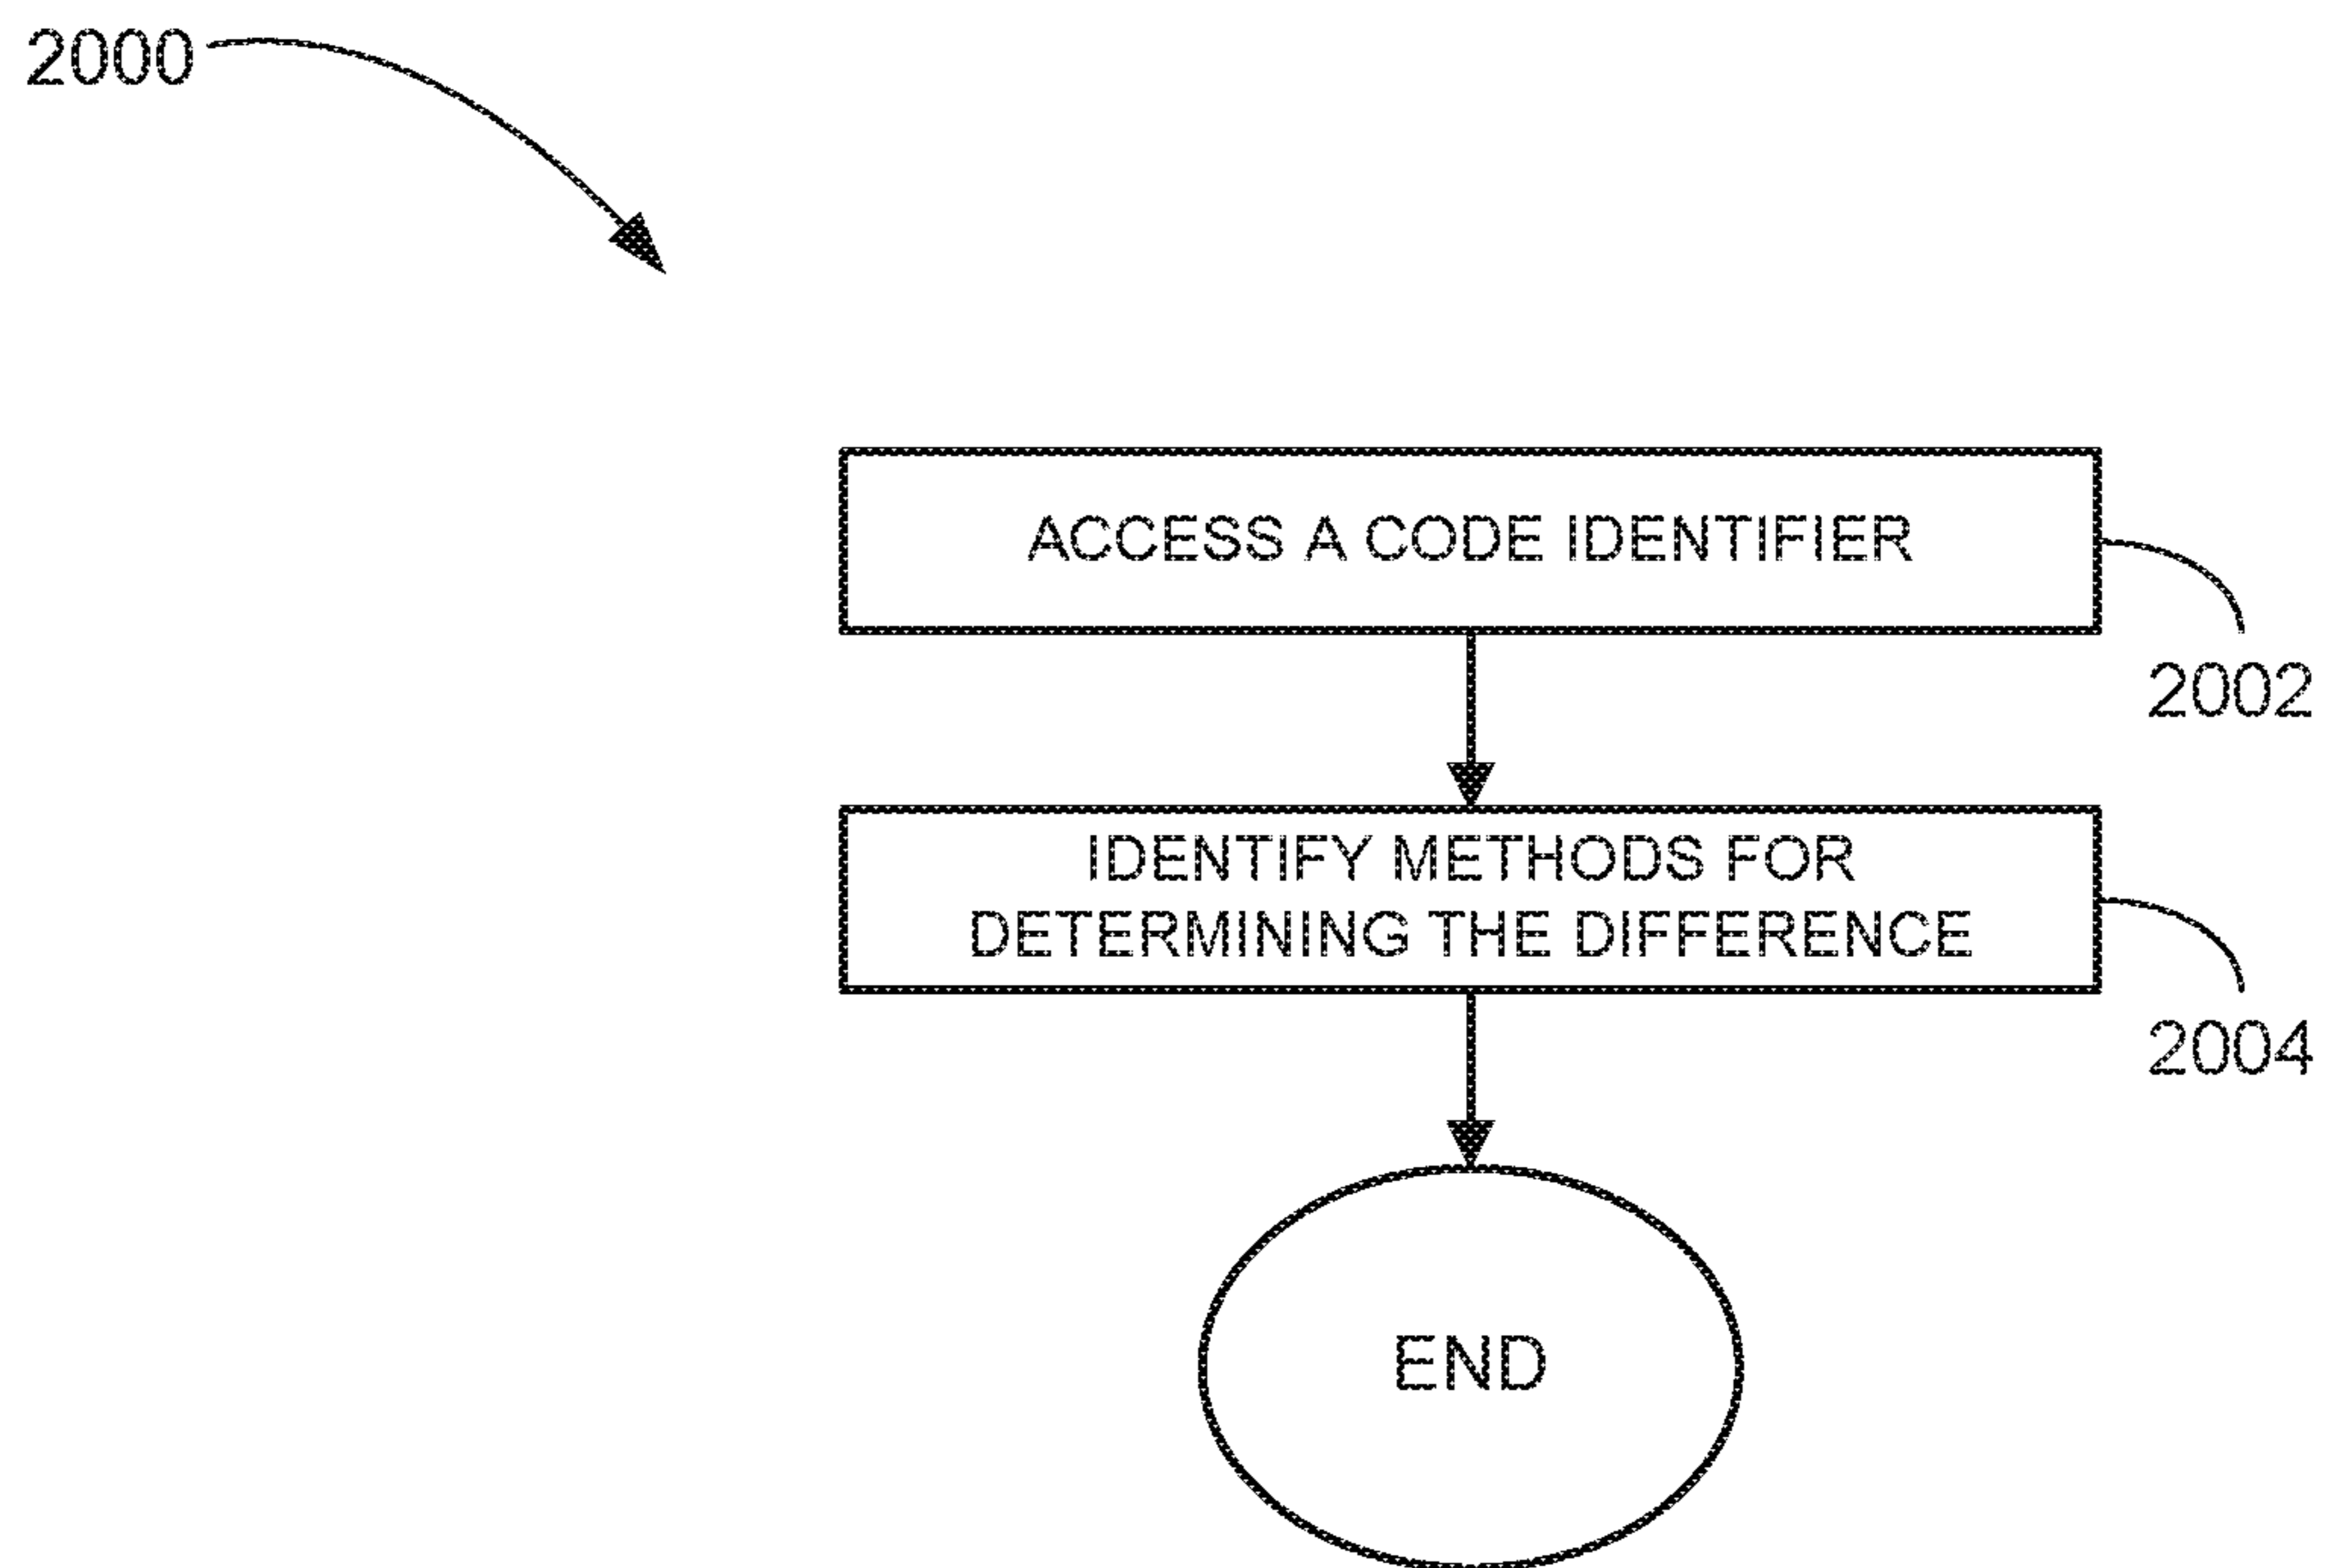 2000
ACCESS A CODE IDENTIFIER
2002
IDENTIFY METHODS FOR
DETERMINING THE DIFFERENCE
2004
END